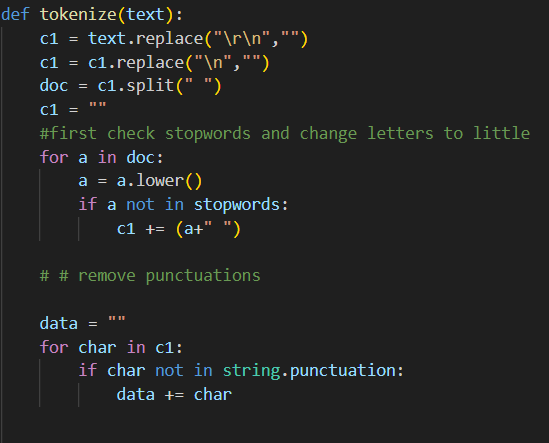 def tokenize(text):
    c1 = text.replace("\r\n","")
    c1 = c1.replace("\n","")
    doc = c1.split(" ")
    c1 = ""
    #first check stopwords and change letters to little
    for a in doc:
        a = a.lower()
        if a not in stopwords:
            c1 += (a+" ")
    # # remove punctuations
    data = ""
    for char in c1:
        if char not in string.punctuation:
            data += char